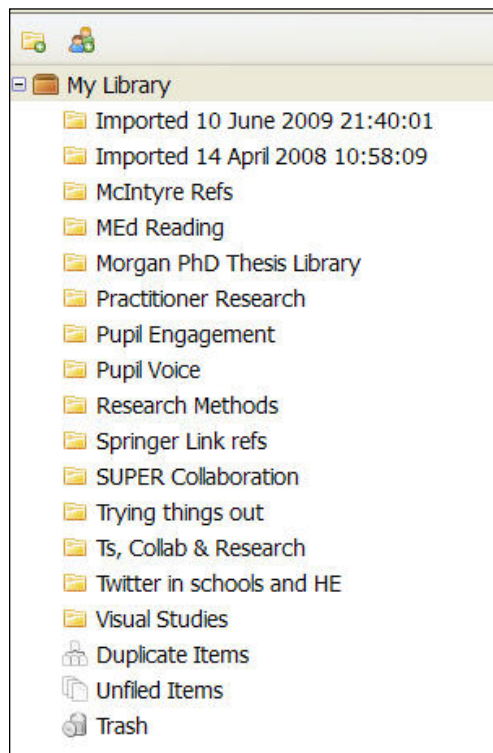 My Library
Imported 10 June 2009 21:40:01
Imported 14 April 2008 10:58:09
McIntyre Refs
MEd Reading
Morgan PhD Thesis Library
Practitioner Research
Pupil Engagement
Pupil Voice
Research Methods
Springer Link refs
SUPER Collaboration
Trying things out
Ts, Collab & Research
Twitter in schools and HE
Visual Studies
Duplicate Items
Unfiled Items
Trash